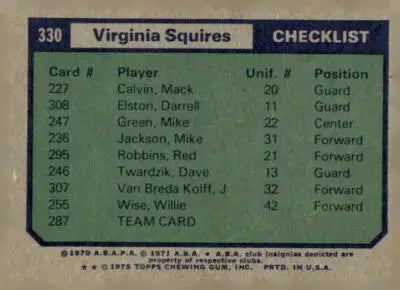 330 Virginia Squires CHECKLIST
Card # Player Unif. # Position
227 Calvin, Mack 20 Guard
308 Elston, Darrell 11 Guard
247 Green, Mike 22 Center
236 Jackson, Mike 31 Forward
295 Robbins, Red 21 Forward
246 Twardzik, Dave 13 Guard
307 Van Breda Kolff, J 32 Forward
255 Wise, Willie 42 Forward
287 TEAM CARD
© 1970 A.B.A.P.A. © 1971 A.B.A. ★ A.B.A. club insignias depicted are
property of respective clubs.
★ ★ © 1975 TOPPS CHEWING GUM, INC. PRTD. IN U.S.A.